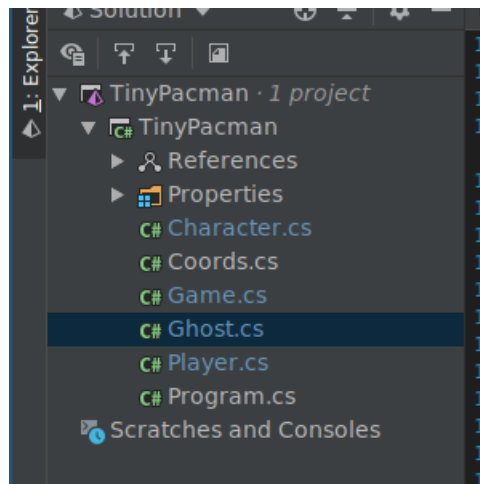 Solution
1: Explorer
TinyPacman · 1 project
C# TinyPacman
References
Properties
C# Character.cs
C# Coords.cs
C# Game.cs
C# Ghost.cs
C# Player.cs
C# Program.cs
Scratches and Consoles